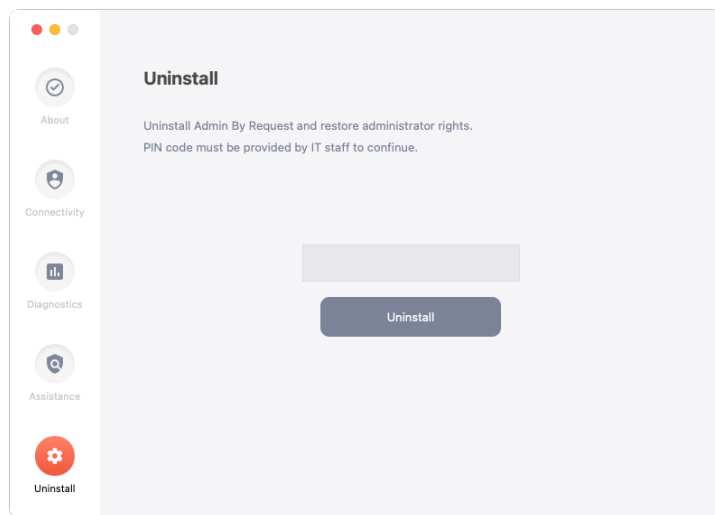 About
Connectivity
Diagnostics
Assistance
Uninstall
Uninstall
Uninstall Admin By Request and restore administrator rights.
PIN code must be provided by IT staff to continue.
Uninstall